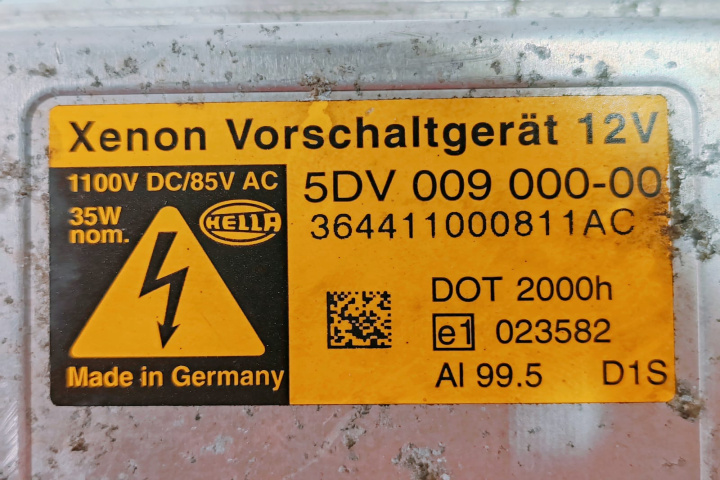 Xenon Vorschaltgerät 12V
1100V DC/85V AC
35W
nom.
HELLA
Made in Germany
5DV 009 000-00
364411000811AC
DOT 2000h
e1 023582
Al 99.5 D1S